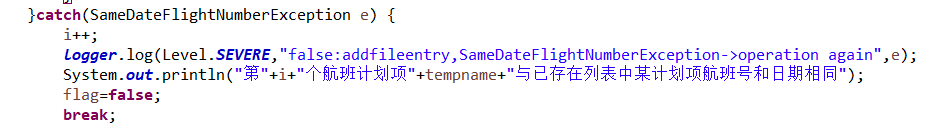 }catch(SameDateFlightNumberException e) {
i++;
logger.log(Level.SEVERE,"false:addfileentry,SameDateFlightNumberException->operation again",e);
System.out.println("第"+i+"个航班计划项"+tempname+"与已存在列表中某计划项航班号和日期相同");
flag=false;
break;